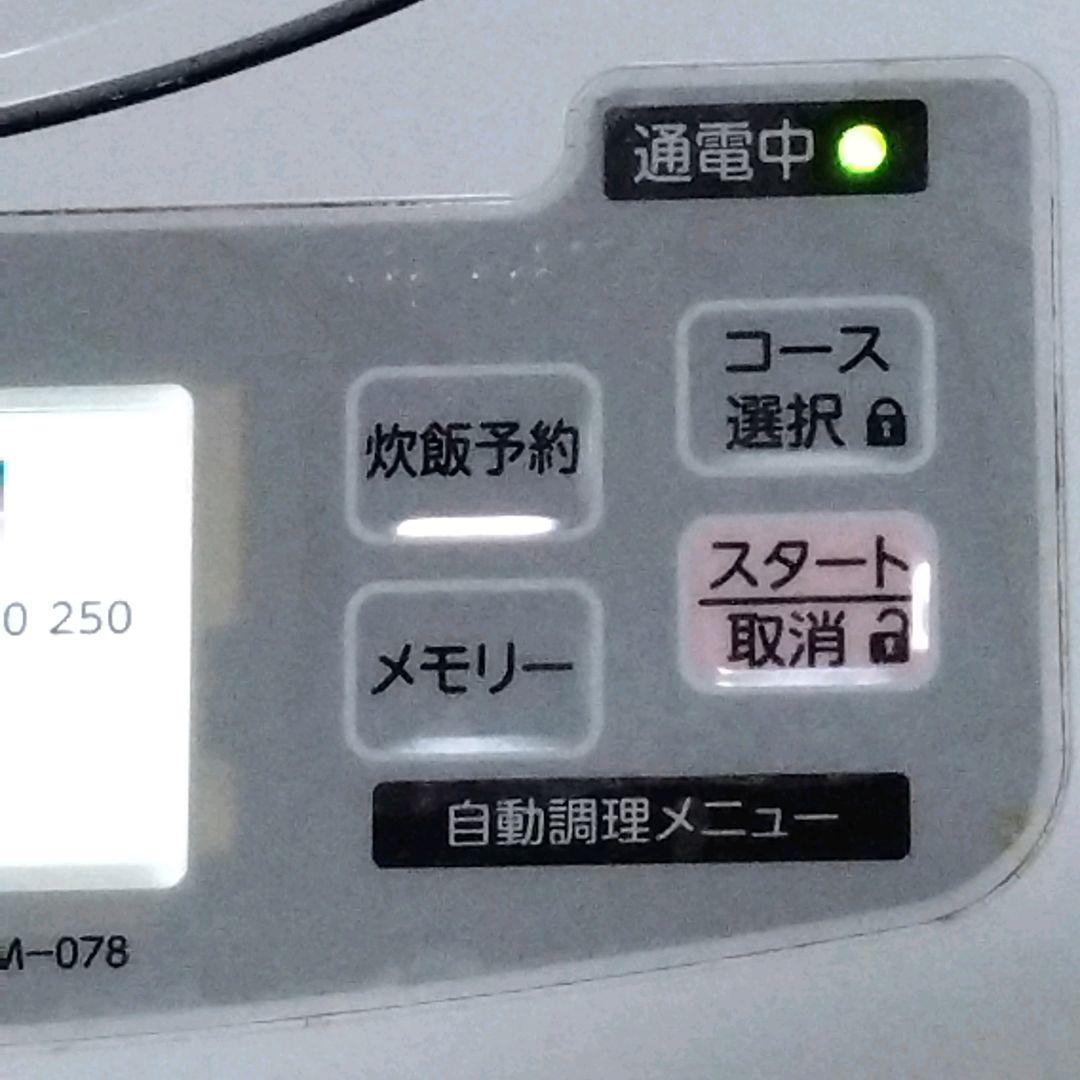 通電中
コース
選択
炊飯予約
スタート
取消
0 250
メモリー
自動調理メニュー
-078